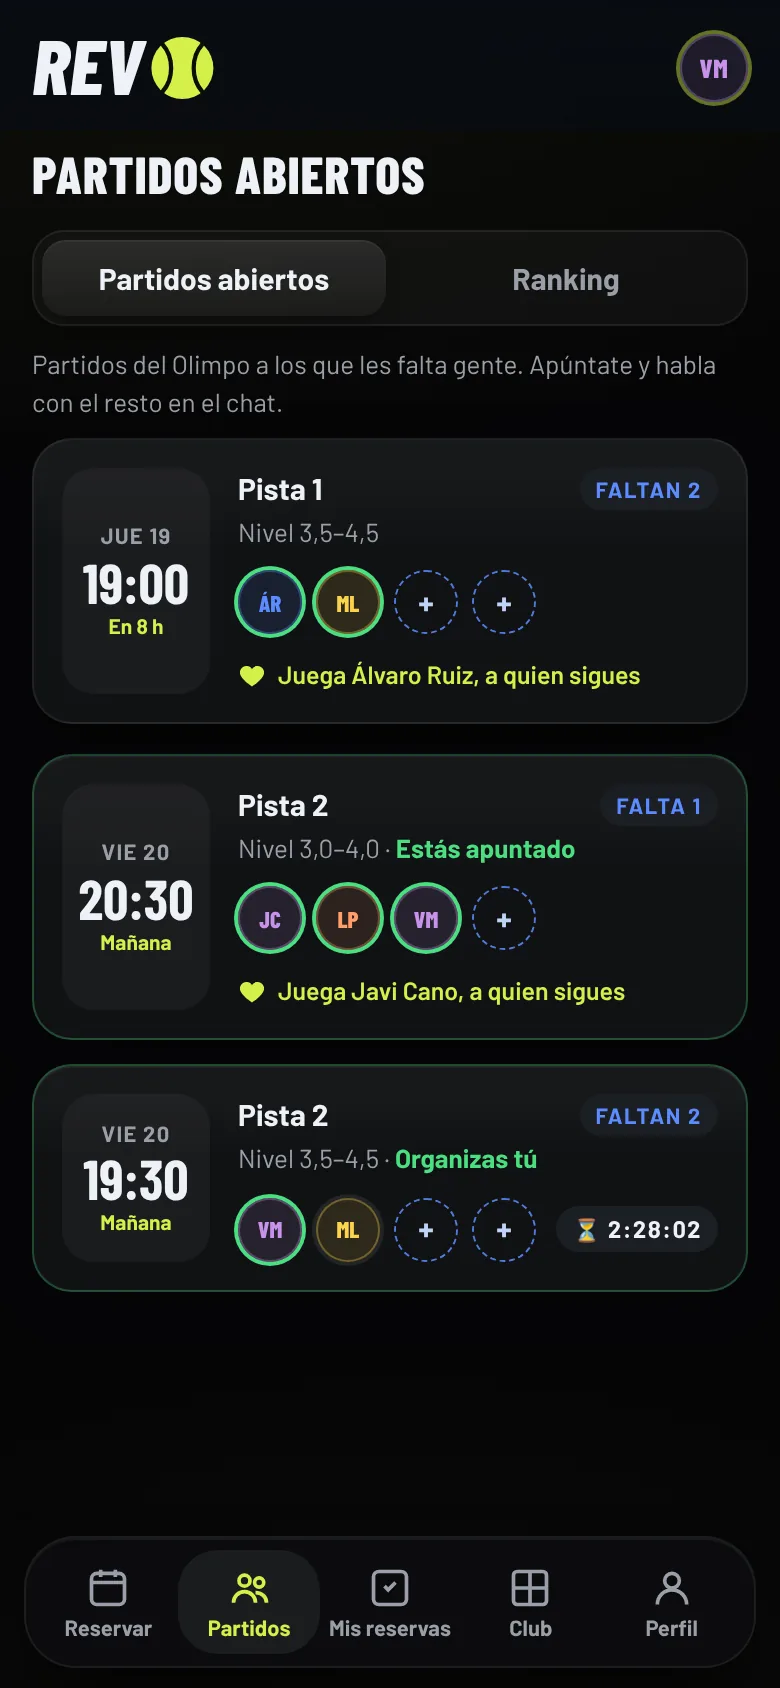 REV
VM
PARTIDOS ABIERTOS
Partidos abiertos
Ranking
Partidos del Olimpo a los que les falta gente. Apúntate y habla
con el resto en el chat.
JUE 19
19:00
En 8 h
Pista 1
FALTAN 2
Nivel 3,5–4,5
ÁR
ML
+
+
Juega Álvaro Ruiz, a quien sigues
VIE 20
20:30
Mañana
Pista 2
FALTA 1
Nivel 3,0–4,0 · Estás apuntado
JC
LP
VM
+
Juega Javi Cano, a quien sigues
VIE 20
19:30
Mañana
Pista 2
FALTAN 2
Nivel 3,5–4,5 · Organizas tú
VM
ML
+
+
⏳ 2:28:02
Reservar
Partidos
Mis reservas
Club
Perfil